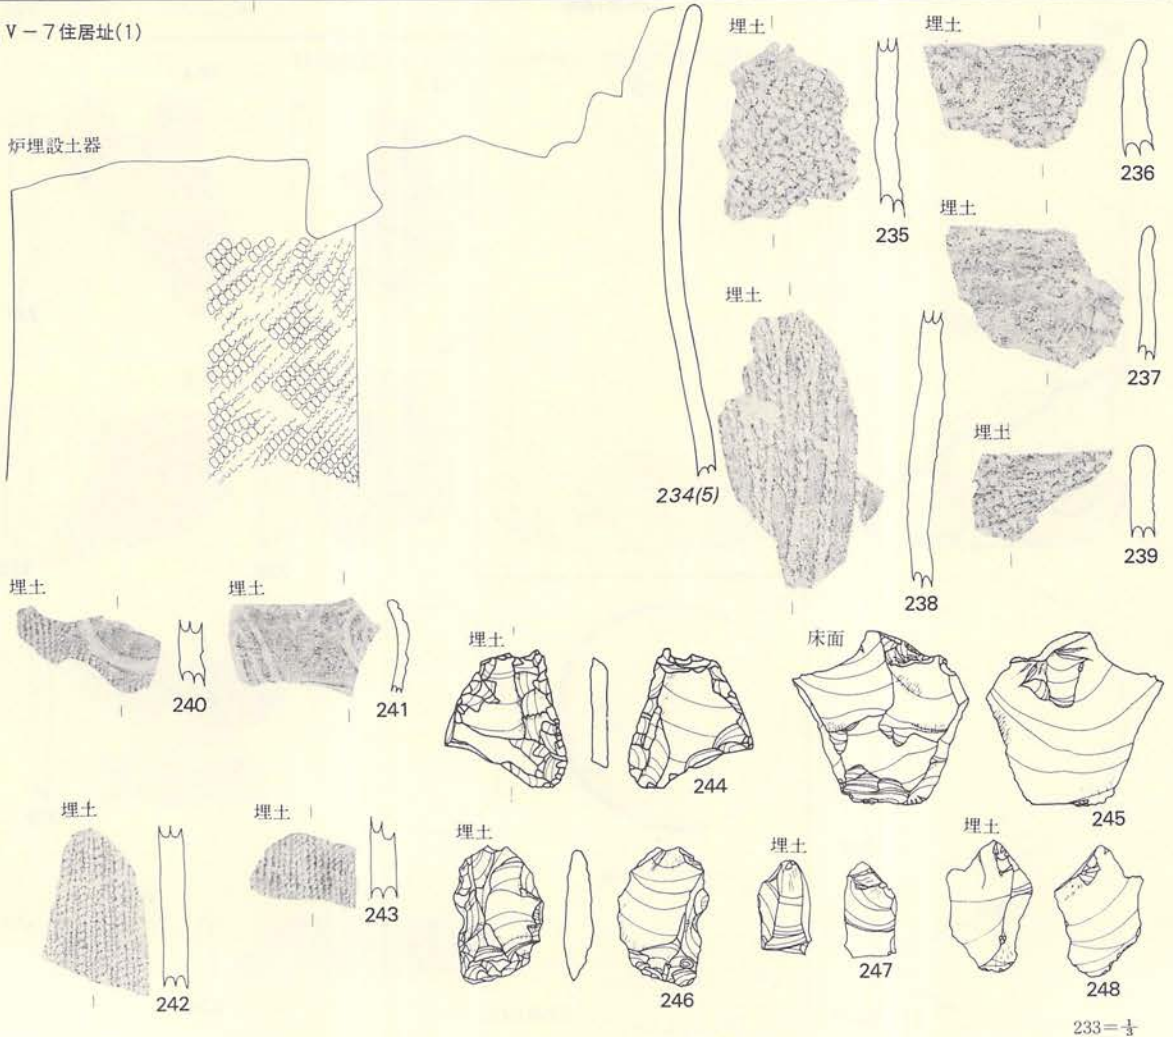 V－7住居址(1)
炉埋設土器
234(5)
埋土
235
埋土
236
埋土
237
埋土
238
埋土
239
埋土
240
埋土
241
埋土
242
埋土
243
埋土
244
床面
245
埋土
246
埋土
247
埋土
248
233＝1/3